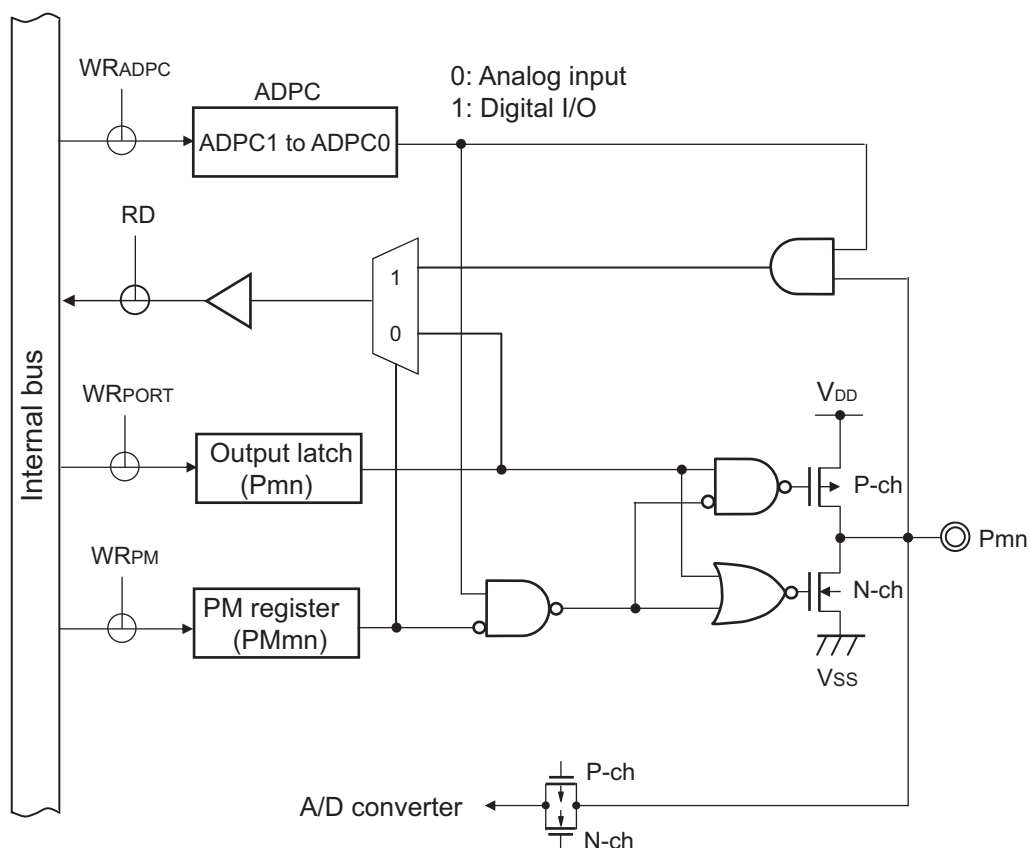 WRADPC
ADPC
0: Analog input
1: Digital I/O
ADPC1 to ADPC0
RD
1
0
Internal bus
WRPORT
VDD
Output latch
(Pmn)
P-ch
Pmn
WRPM
N-ch
PM register
(PMmn)
VSS
P-ch
A/D converter
N-ch